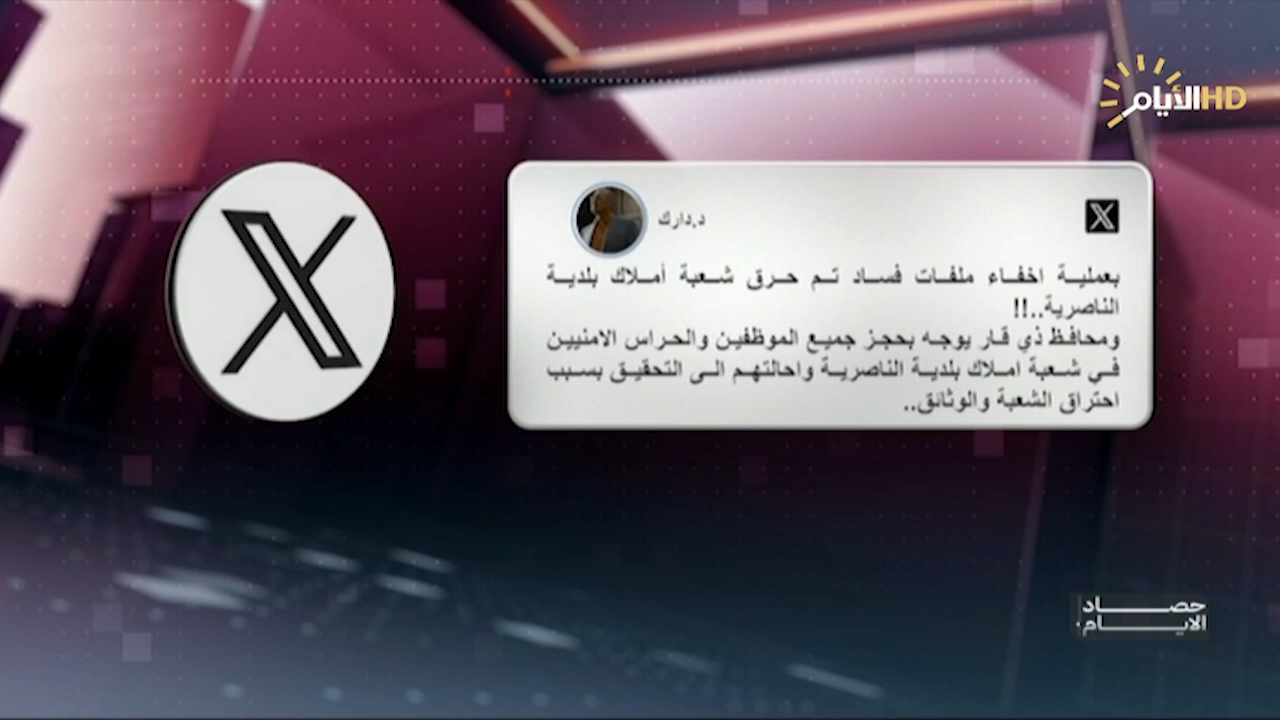 الأيام HD
د.دارك
بعملية اخفاء ملفات فساد تم حرق شعبة أملاك بلدية
الناصرية..!!
ومحافظ ذي قار يوجه بحجز جميع الموظفين والحراس الامنيين
في شعبة املاك بلدية الناصرية واحالتهم الى التحقيق بسبب
احتراق الشعبة والوثائق..
حصاد
الايام